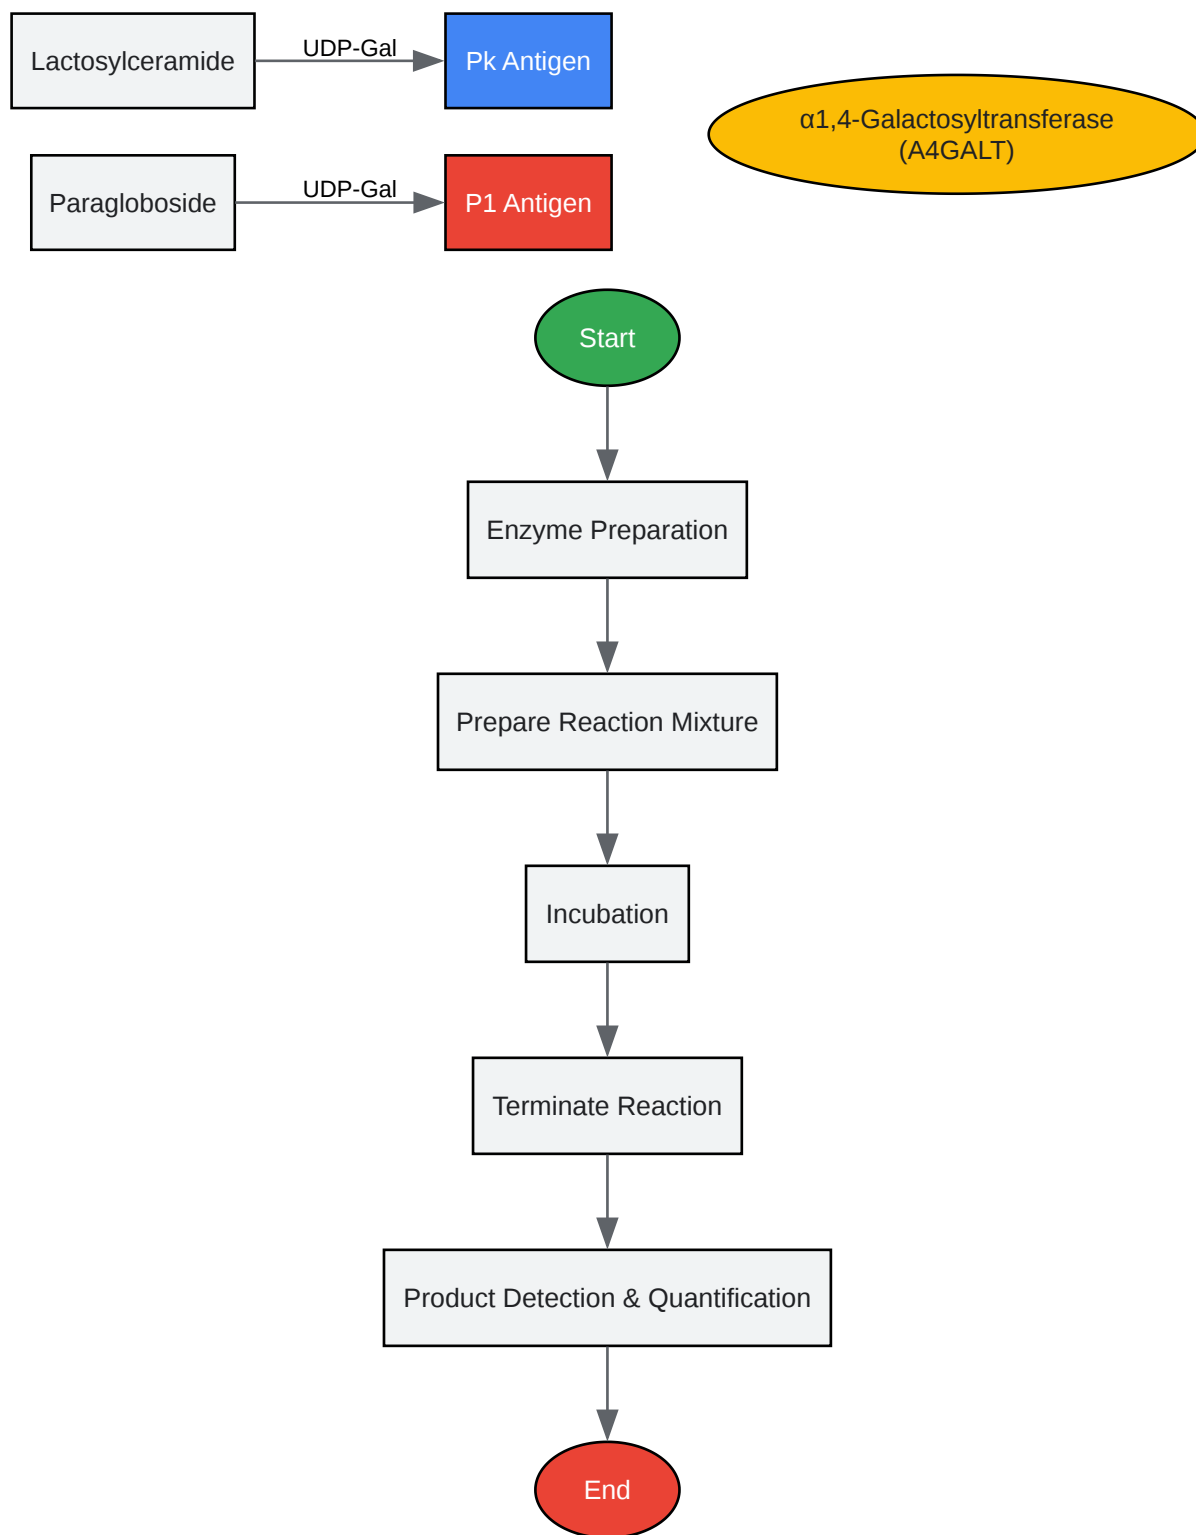 Lactosylceramide
UDP-Gal
Pk Antigen
α1,4-Galactosyltransferase
(A4GALT)
Paragloboside
UDP-Gal
P1 Antigen
Start
Enzyme Preparation
Prepare Reaction Mixture
Incubation
Terminate Reaction
Product Detection & Quantification
End